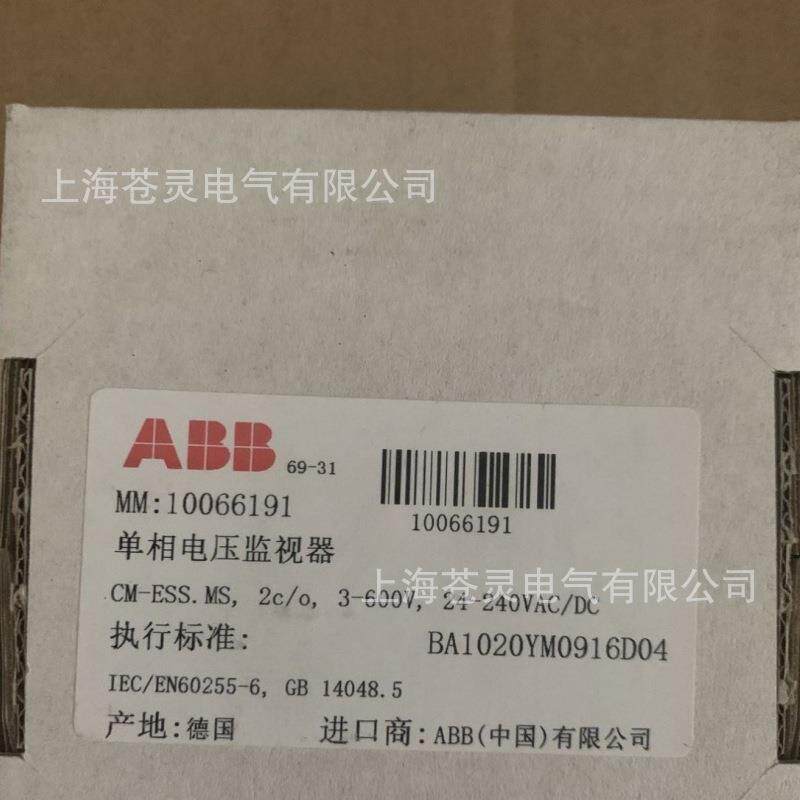 上海苍灵电气有限公司
ABB 69-31
MM:10066191
10066191
单相电压监视器
上海苍灵电气有限公司
CM-ESS.MS, 2c/o, 3-600V, 24-240VAC/DC
执行标准: BA1020YM0916D04
IEC/EN60255-6, GB 14048.5
产地:德国 进口商:ABB(中国)有限公司